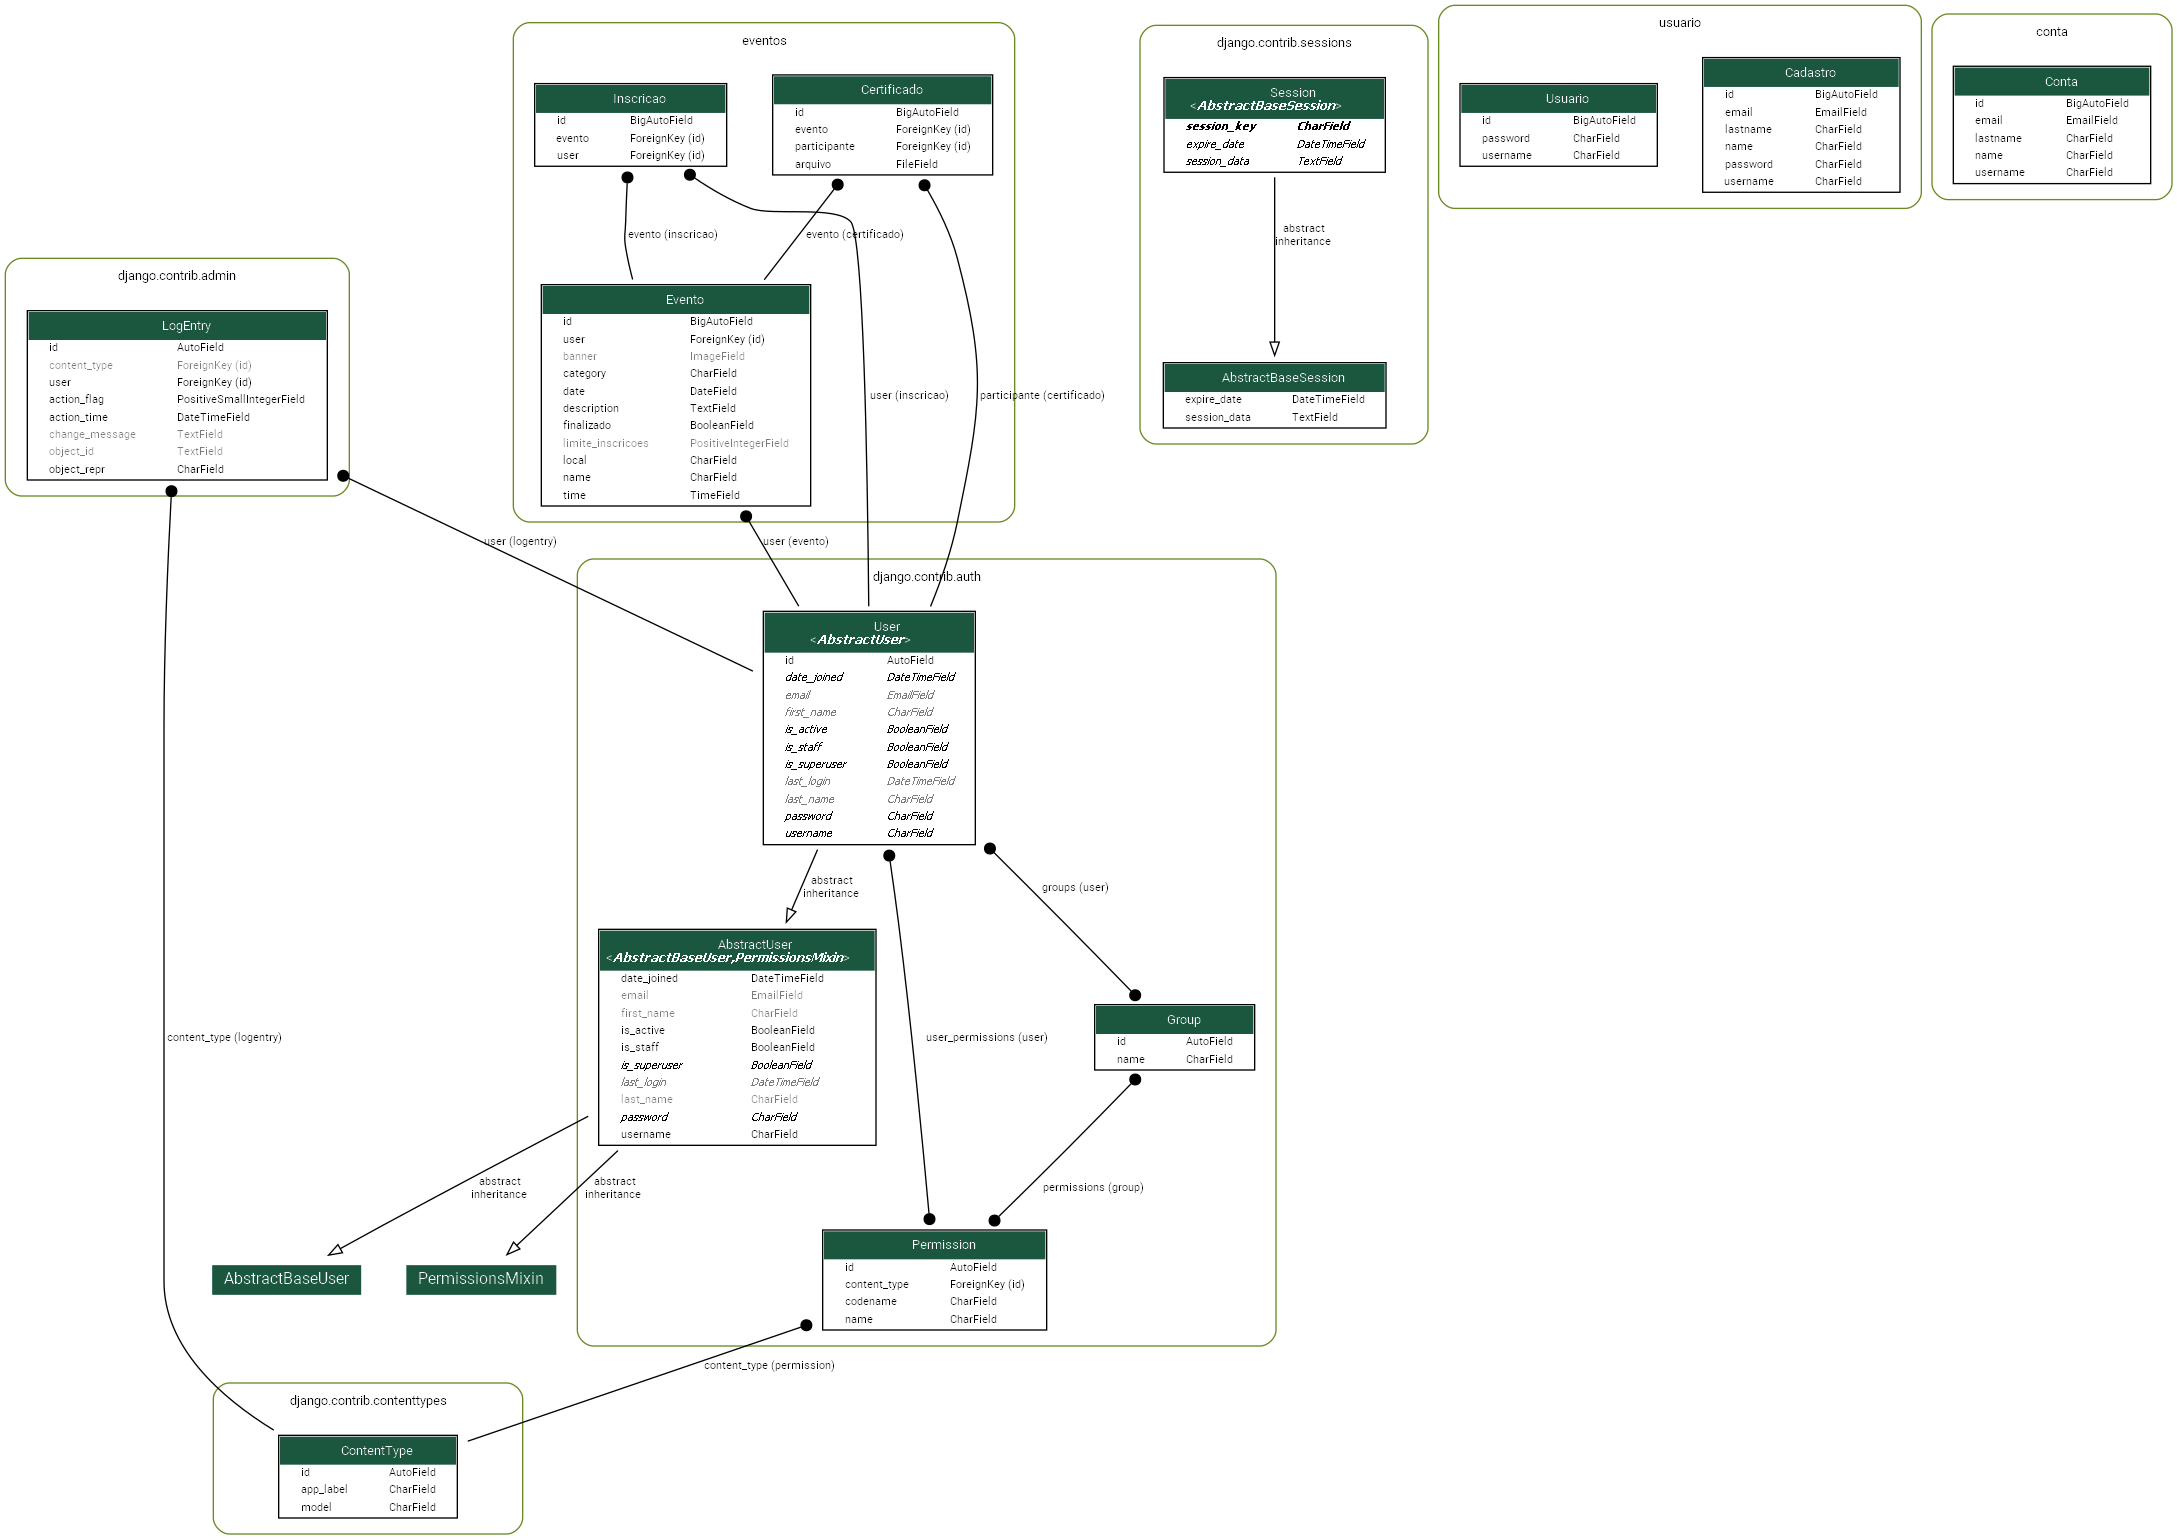 eventos
Inscricao
id BigAutoField
evento ForeignKey (id)
user ForeignKey (id)
Certificado
id BigAutoField
evento ForeignKey (id)
participante ForeignKey (id)
arquivo FileField
evento (inscricao)
evento (certificado)
Evento
id BigAutoField
user ForeignKey (id)
banner ImageField
category CharField
date DateField
description TextField
finalizado BooleanField
limite_inscricoes PositiveIntegerField
local CharField
name CharField
time TimeField
user (inscricao)
participante (certificado)
django.contrib.sessions
Session
<AbstractBaseSession>
session_key CharField
expire_date DateTimeField
session_data TextField
abstract
inheritance
AbstractBaseSession
expire_date DateTimeField
session_data TextField
usuario
Usuario
id BigAutoField
password CharField
username CharField
Cadastro
id BigAutoField
email EmailField
lastname CharField
name CharField
password CharField
username CharField
conta
Conta
id BigAutoField
email EmailField
lastname CharField
name CharField
username CharField
django.contrib.admin
LogEntry
id AutoField
content_type ForeignKey (id)
user ForeignKey (id)
action_flag PositiveSmallIntegerField
action_time DateTimeField
change_message TextField
object_id TextField
object_repr CharField
user (logentry)
user (evento)
django.contrib.auth
User
<AbstractUser>
id AutoField
date_joined DateTimeField
email EmailField
first_name CharField
is_active BooleanField
is_staff BooleanField
is_superuser BooleanField
last_login DateTimeField
last_name CharField
password CharField
username CharField
abstract
inheritance
groups (user)
AbstractUser
<AbstractBaseUser,PermissionsMixin>
date_joined DateTimeField
email EmailField
first_name CharField
is_active BooleanField
is_staff BooleanField
is_superuser BooleanField
last_login DateTimeField
last_name CharField
password CharField
username CharField
content_type (logentry)
user_permissions (user)
Group
id AutoField
name CharField
abstract
inheritance
abstract
inheritance
permissions (group)
AbstractBaseUser
PermissionsMixin
Permission
id AutoField
content_type ForeignKey (id)
codename CharField
name CharField
content_type (permission)
django.contrib.contenttypes
ContentType
id AutoField
app_label CharField
model CharField